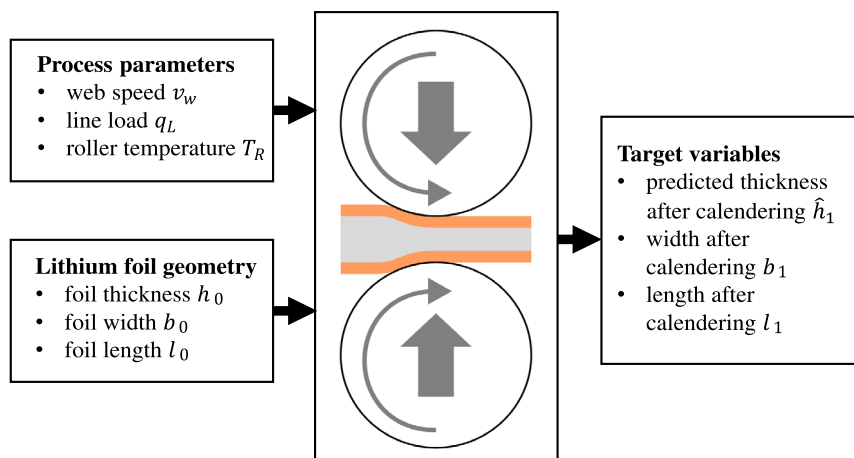 Process parameters
• web speed v_w
• line load q_L
• roller temperature T_R
Lithium foil geometry
• foil thickness h_0
• foil width b_0
• foil length l_0
Target variables
• predicted thickness
after calendering ĥ_1
• width after
calendering b_1
• length after
calendering l_1